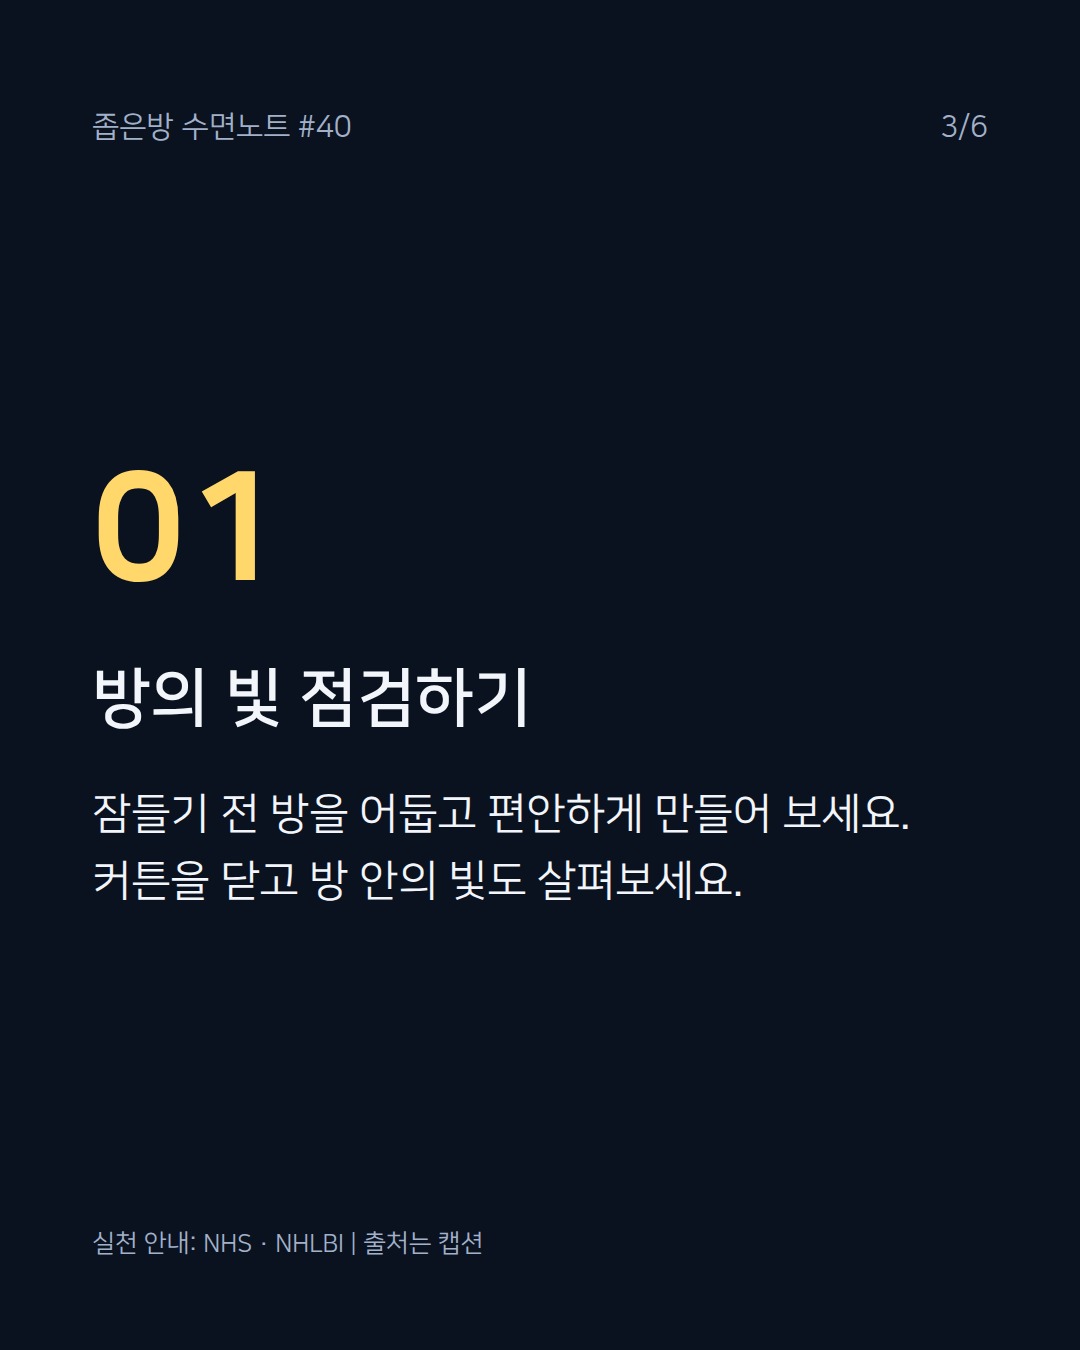 좁은방 수면노트 #40
3/6
01
방의 빛 점검하기
잠들기 전 방을 어둡고 편안하게 만들어 보세요.
커튼을 닫고 방 안의 빛도 살펴보세요.
실천 안내: NHS · NHLBI | 출처는 캡션